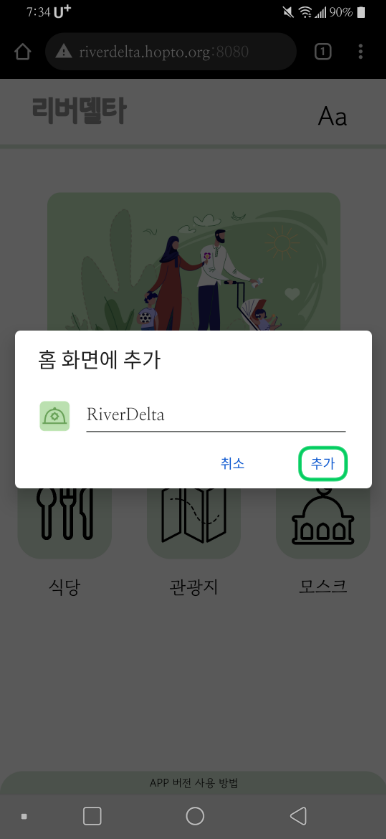 7:34 U+ 90%
riverdelta.hopto.org:8080 1
리버델타 Aa
홈 화면에 추가
RiverDelta
취소 추가
식당 관광지 모스크
APP 버전 사용 방법